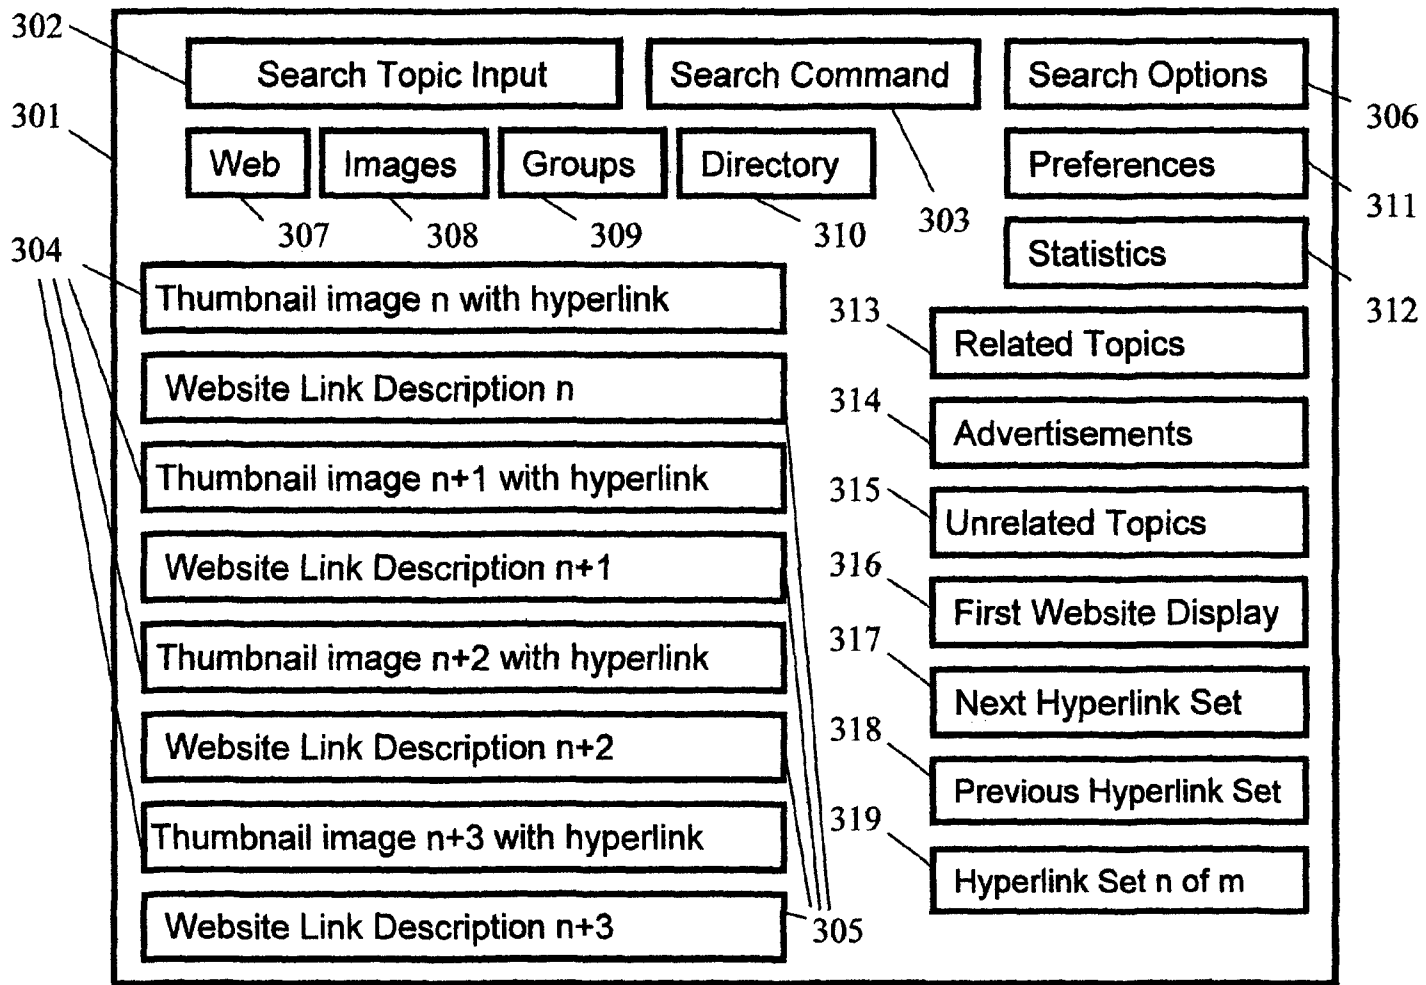 302
Search Topic Input
Search Command
Search Options
301
306
Web
Images
Groups
Directory
Preferences
311
307
308
309
310
303
304
Statistics
312
Thumbnail image n with hyperlink
313
Related Topics
Website Link Description n
314
Advertisements
Thumbnail image n+1 with hyperlink
315
Unrelated Topics
Website Link Description n+1
316
First Website Display
Thumbnail image n+2 with hyperlink
317
Next Hyperlink Set
Website Link Description n+2
318
Previous Hyperlink Set
Thumbnail image n+3 with hyperlink
319
Hyperlink Set n of m
Website Link Description n+3
305